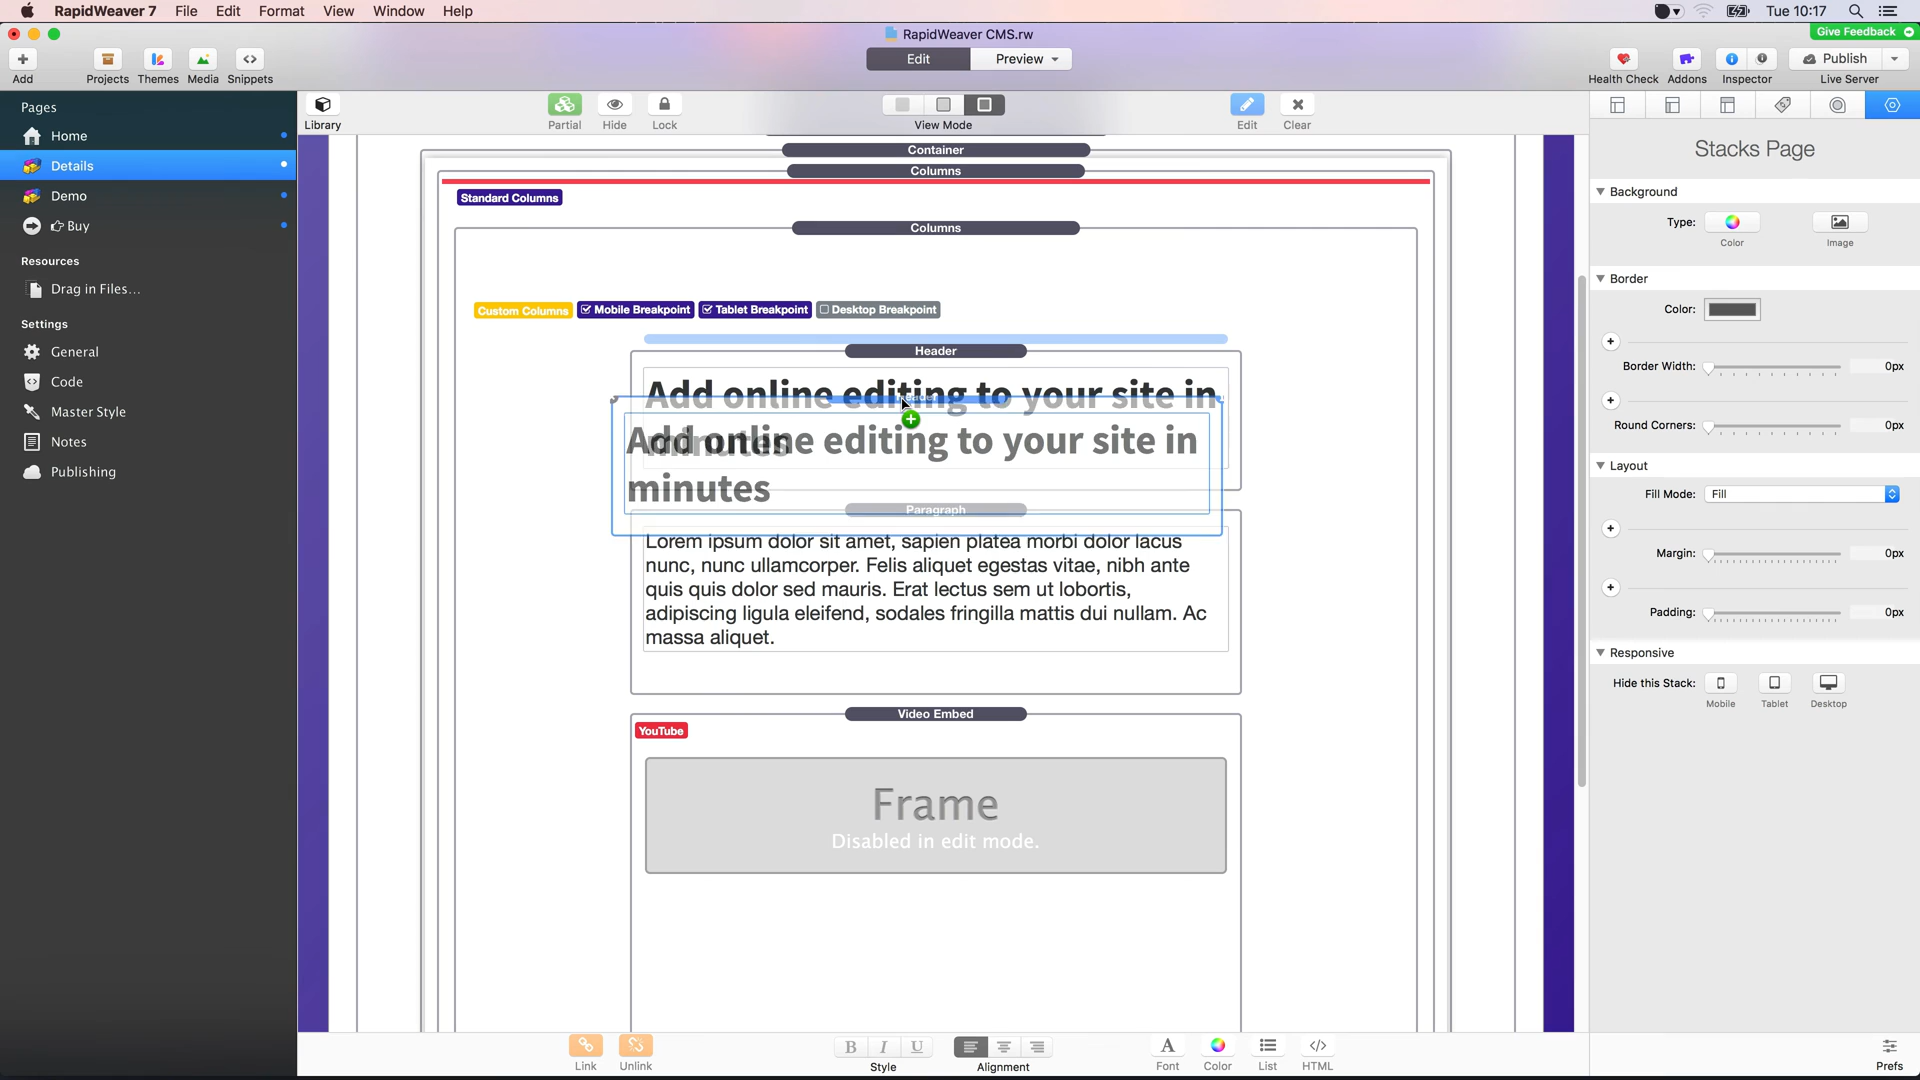 RapidWeaver 7 File Edit Format View Window Help
Tue 10:17
RapidWeaver CMS.rw
Give Feedback
Edit Preview
Publish
Add Projects Themes Media Snippets
Health Check Addons Inspector Live Server
Library
Partial Hide Lock
View Mode
Edit Clear
Pages
Home
Details
Demo
Buy
Resources
Drag in Files...
Settings
General
Code
Master Style
Notes
Publishing
Container
Columns
Standard Columns
Columns
Custom Columns Mobile Breakpoint Tablet Breakpoint Desktop Breakpoint
Header
Add online editing to your site in
minutes
Header
Add online editing to your site in
minutes
Paragraph
Lorem ipsum dolor sit amet, sapien platea morbi dolor lacus
nunc, nunc ullamcorper. Felis aliquet egestas vitae, nibh ante
quis quis dolor sed mauris. Erat lectus sem ut lobortis,
adipiscing ligula eleifend, sodales fringilla mattis dui nullam. Ac
massa aliquet.
Video Embed
YouTube
Frame
Disabled in edit mode.
Link Unlink
B I U
Style
Alignment
A
Font Color List HTML
Stacks Page
Background
Type:
Color Image
Border
Color:
Border Width: 0px
Round Corners: 0px
Layout
Fill Mode: Fill
Margin: 0px
Padding: 0px
Responsive
Hide this Stack:
Mobile Tablet Desktop
Prefs